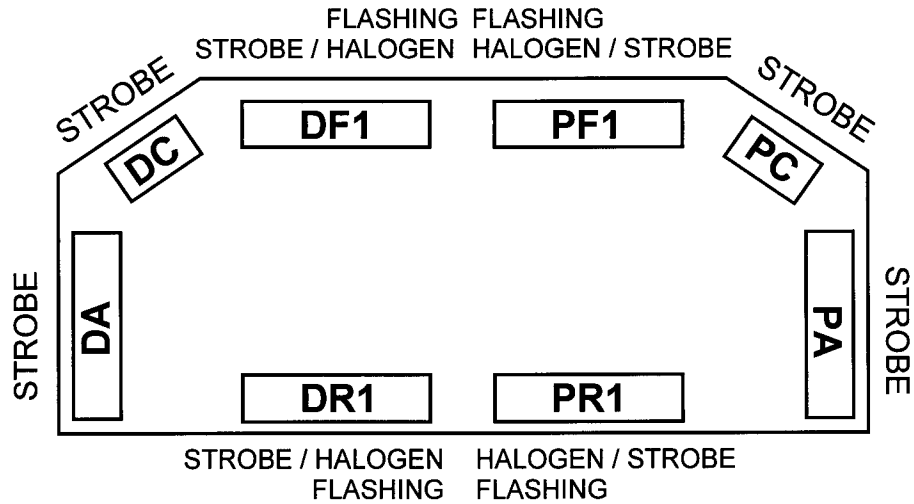 FLASHING FLASHING
STROBE / HALOGEN HALOGEN / STROBE
STROBE
STROBE
DF1
PF1
DC
PC
STROBE
DA
PA
STROBE
DR1
PR1
STROBE / HALOGEN HALOGEN / STROBE
FLASHING FLASHING